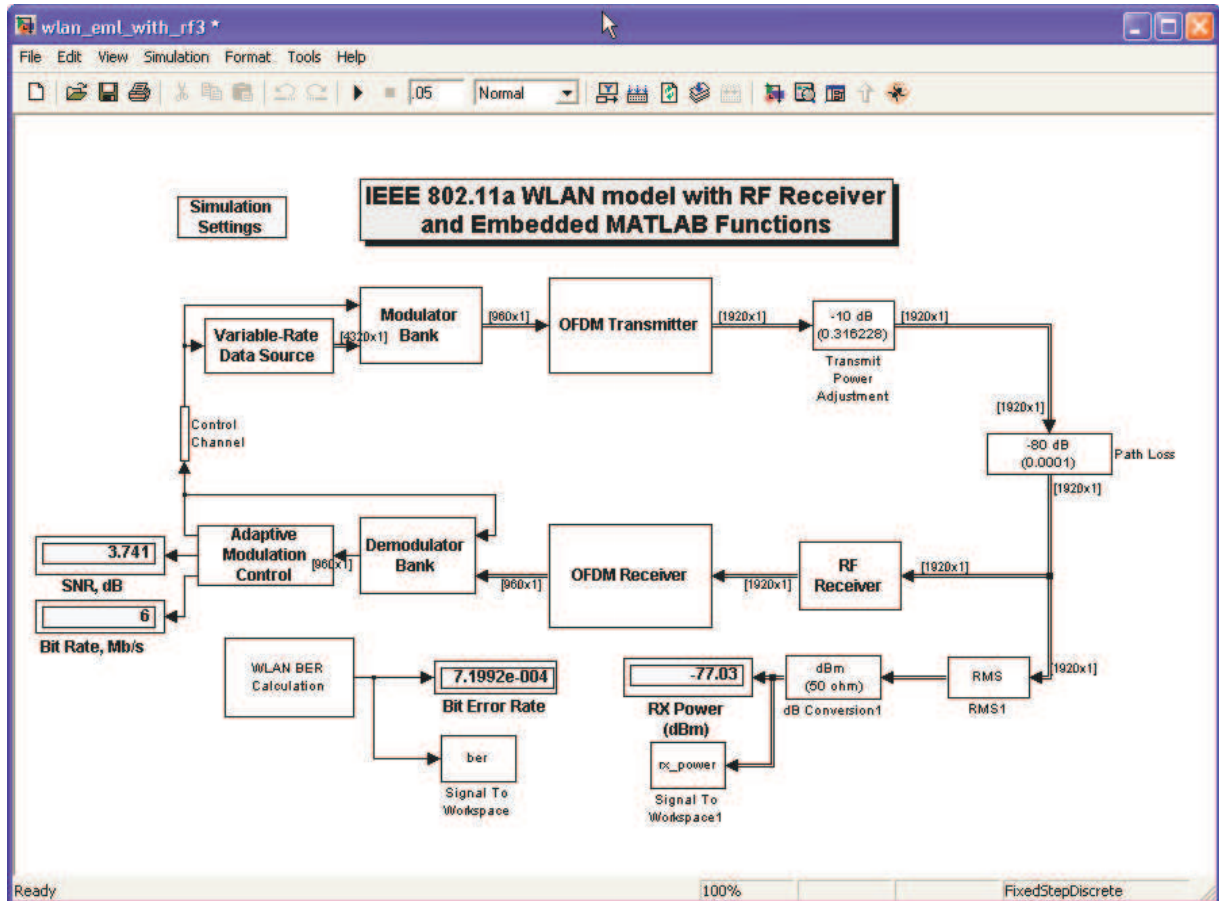 wlan_eml_with_rf3 *
File Edit View Simulation Format Tools Help
.05 Normal
Simulation
Settings
IEEE 802.11a WLAN model with RF Receiver
and Embedded MATLAB Functions
Variable-Rate
Data Source
[4320x1]
Modulator
Bank
[960x1]
OFDM Transmitter
[1920x1]
-10 dB
(0.316228)
[1920x1]
Transmit
Power
Adjustment
Control
Channel
[1920x1]
-80 dB
(0.0001)
Path Loss
[1920x1]
3.741
SNR, dB
6
Bit Rate, Mb/s
Adaptive
Modulation
Control
[960x1]
Demodulator
Bank
[960x1]
OFDM Receiver
[1920x1]
RF
Receiver
[1920x1]
WLAN BER
Calculation
7.1992e-004
Bit Error Rate
-77.03
RX Power
(dBm)
dBm
(50 ohm)
dB Conversion1
RMS
RMS1
[1920x1]
ber
Signal To
Workspace
rx_power
Signal To
Workspace1
Ready 100% FixedStepDiscrete